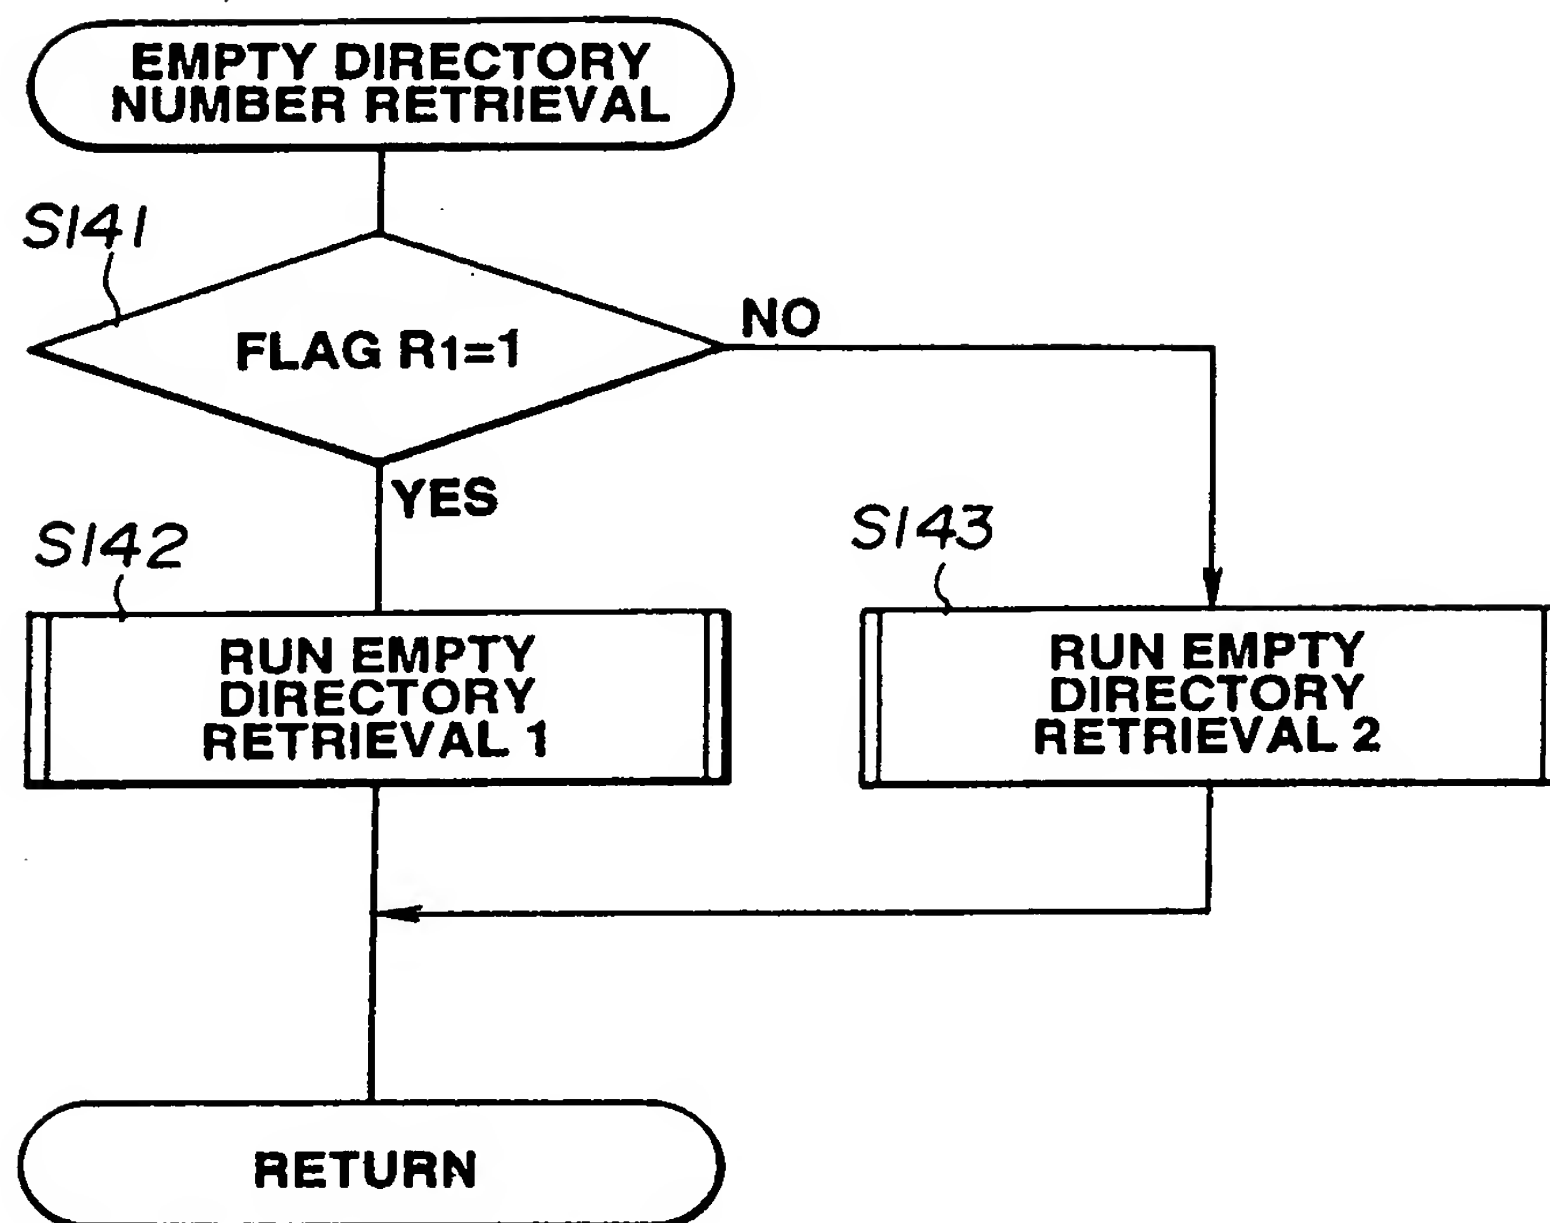 EMPTY DIRECTORY
NUMBER RETRIEVAL
S141
FLAG R1=1
NO
YES
S142
RUN EMPTY
DIRECTORY
RETRIEVAL 1
S143
RUN EMPTY
DIRECTORY
RETRIEVAL 2
RETURN